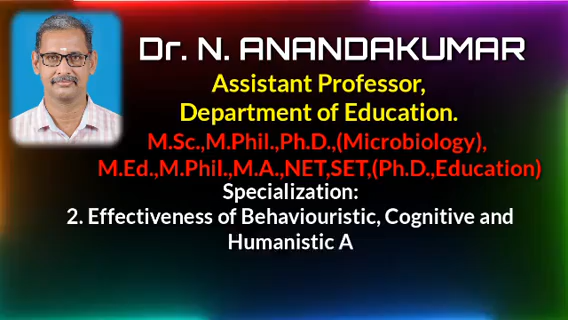 Dr. N. ANANDAKUMAR
Assistant Professor,
Department of Education.
M.Sc.,M.Phil.,Ph.D.,(Microbiology),
M.Ed.,M.Phil.,M.A.,NET,SET,(Ph.D.,Education)
Specialization:
2. Effectiveness of Behaviouristic, Cognitive and
Humanistic A